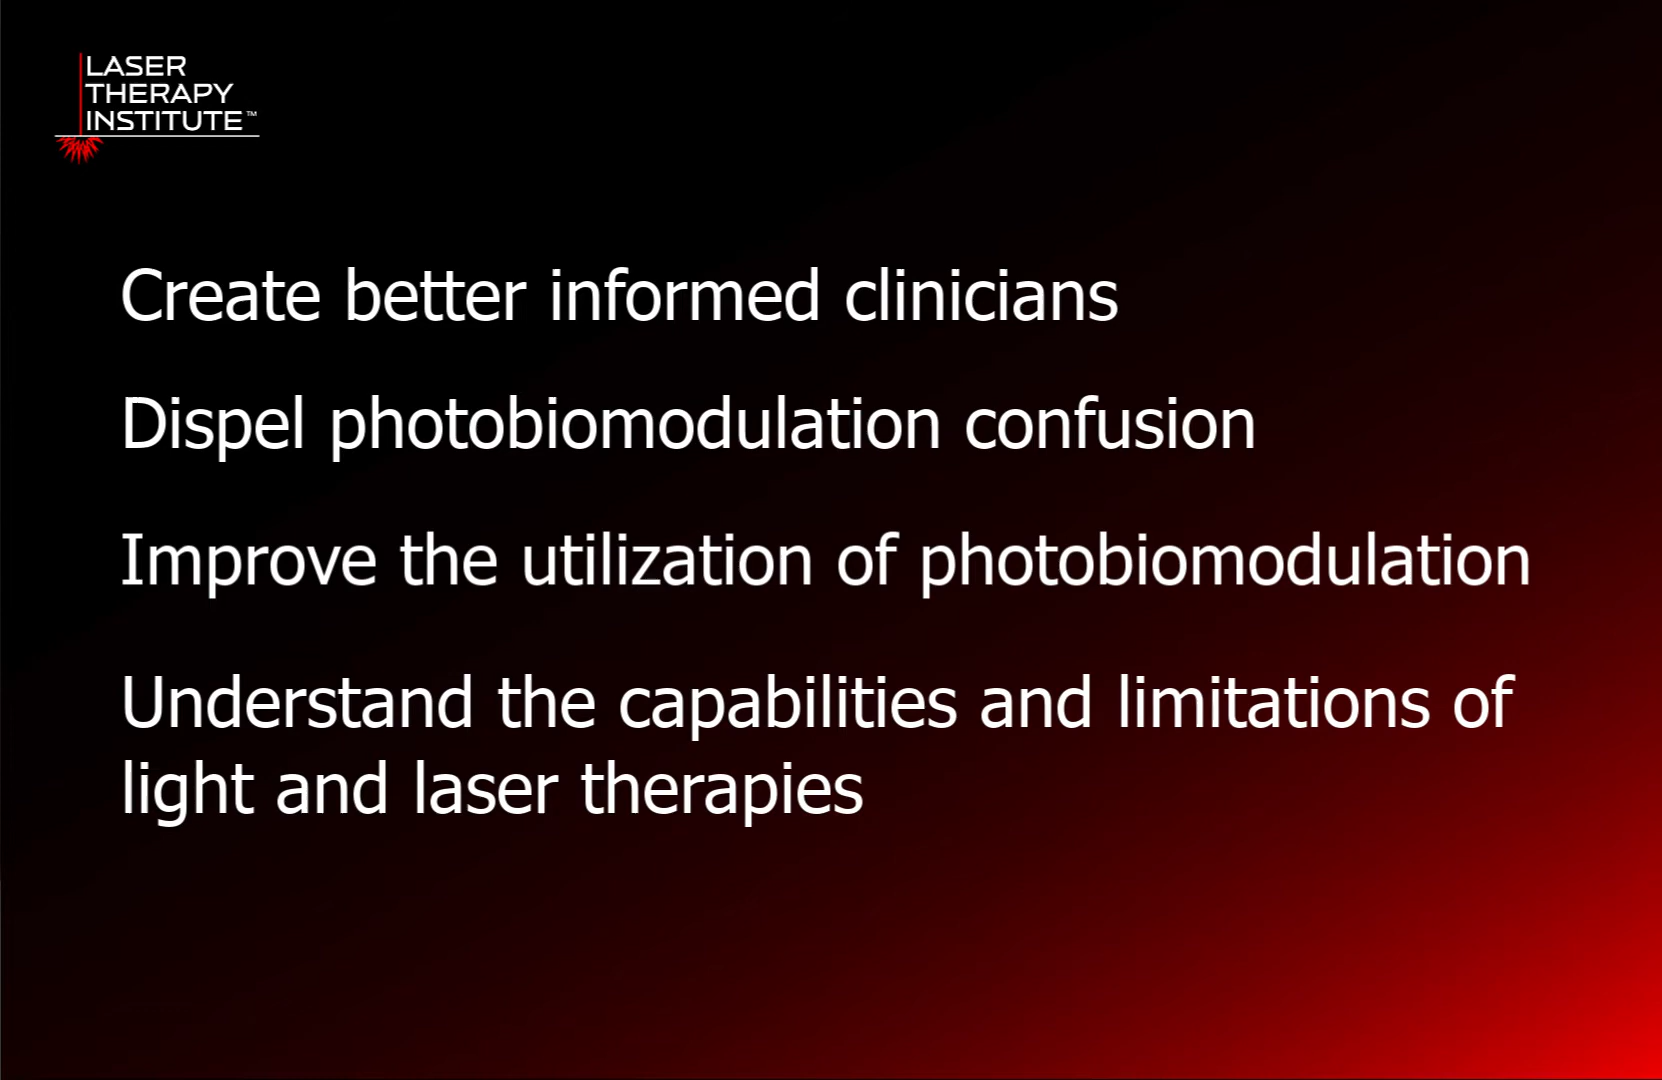 LASER
THERAPY
INSTITUTE™
Create better informed clinicians
Dispel photobiomodulation confusion
Improve the utilization of photobiomodulation
Understand the capabilities and limitations of
light and laser therapies